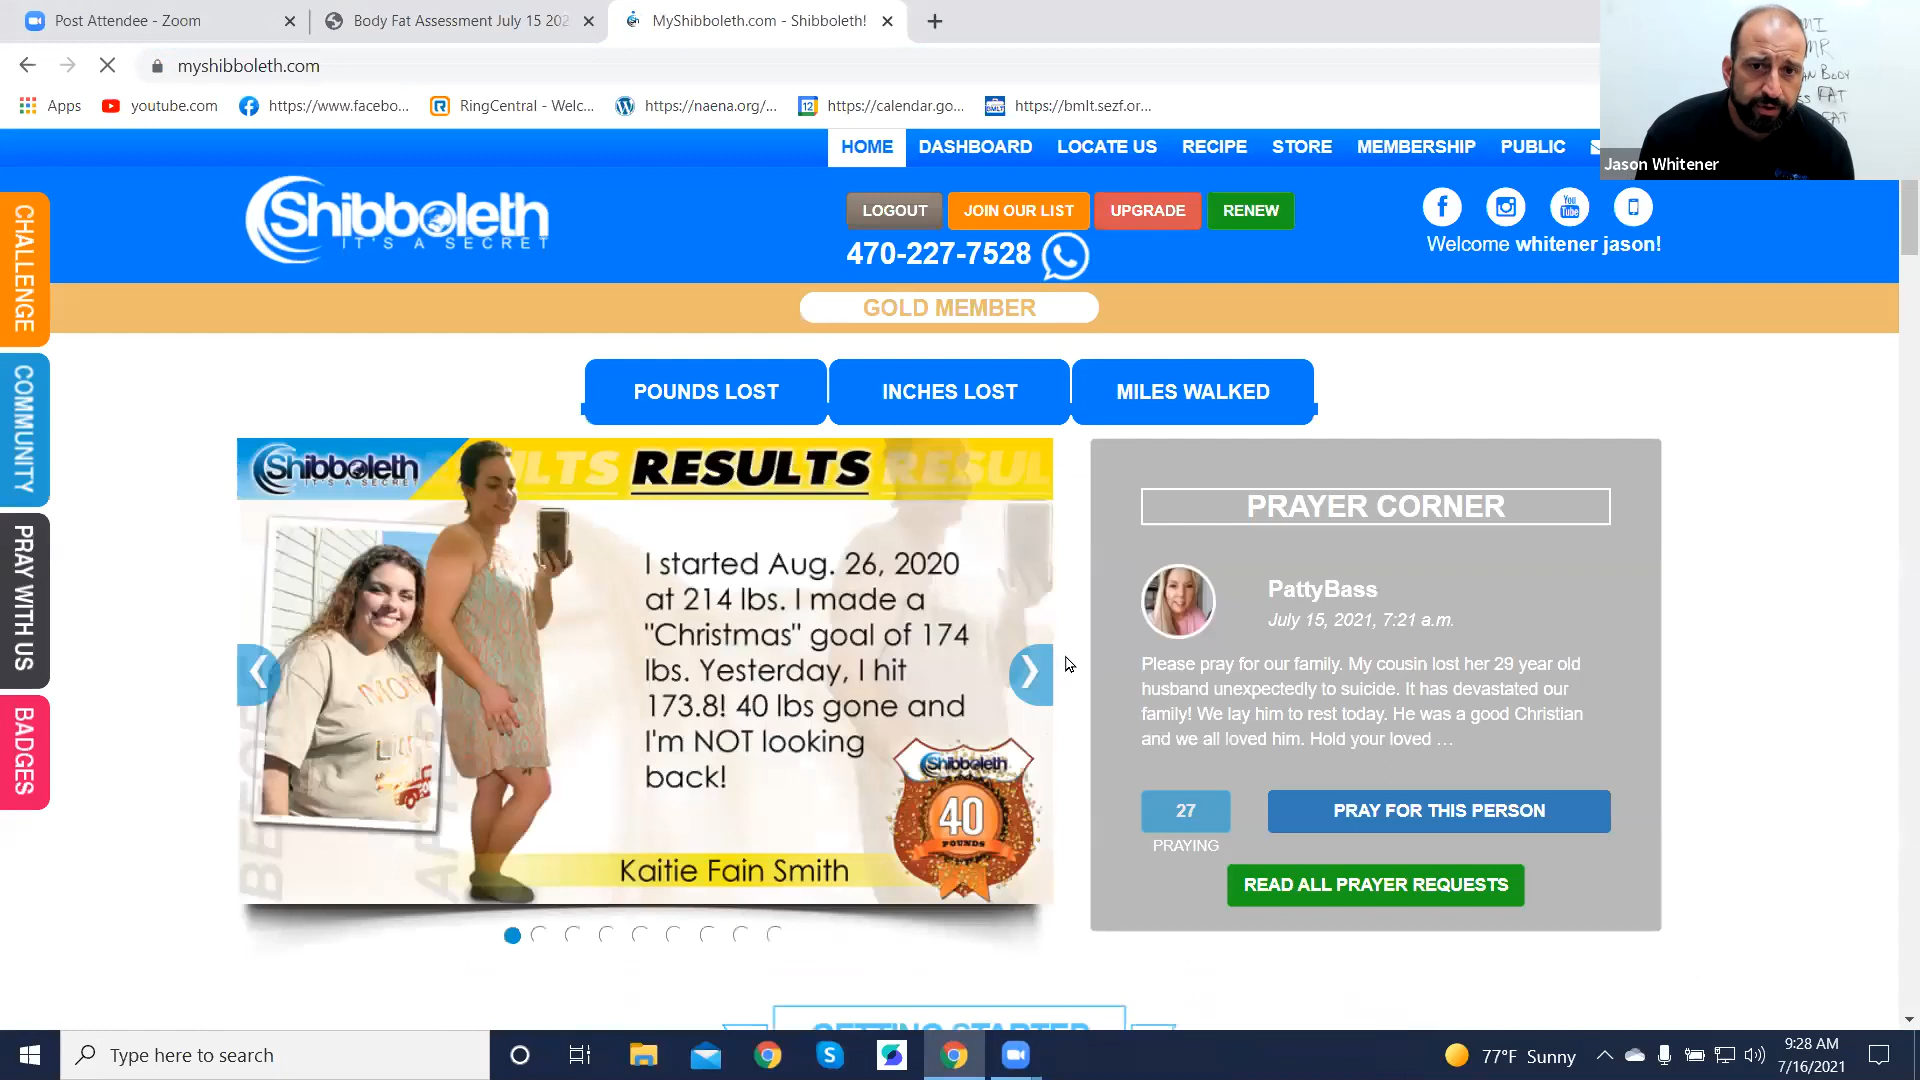 Post Attendee - Zoom
Body Fat Assessment July 15 202
MyShibboleth.com - Shibboleth!
myshibboleth.com
Apps
youtube.com
https://www.facebo...
RingCentral - Welc...
https://naena.org/...
https://calendar.go...
https://bmlt.sezf.or...
HOME
DASHBOARD
LOCATE US
RECIPE
STORE
MEMBERSHIP
PUBLIC
Jason Whitener
Shibboleth
IT'S A SECRET
LOGOUT
JOIN OUR LIST
UPGRADE
RENEW
470-227-7528
You
Tube
Welcome whitener jason!
GOLD MEMBER
CHALLENGE
COMMUNITY
PRAY WITH US
BADGES
POUNDS LOST
INCHES LOST
MILES WALKED
Shibboleth
IT'S A SECRET
RESULTS
I started Aug. 26, 2020
at 214 lbs. I made a
"Christmas" goal of 174
lbs. Yesterday, I hit
173.8! 40 lbs gone and
I'm NOT looking
back!
Shibboleth
40
POUNDS
Kaitie Fain Smith
PRAYER CORNER
PattyBass
July 15, 2021, 7:21 a.m.
Please pray for our family. My cousin lost her 29 year old
husband unexpectedly to suicide. It has devastated our
family! We lay him to rest today. He was a good Christian
and we all loved him. Hold your loved ...
27
PRAYING
PRAY FOR THIS PERSON
READ ALL PRAYER REQUESTS
GETTING STARTED
Type here to search
77°F Sunny
9:28 AM
7/16/2021